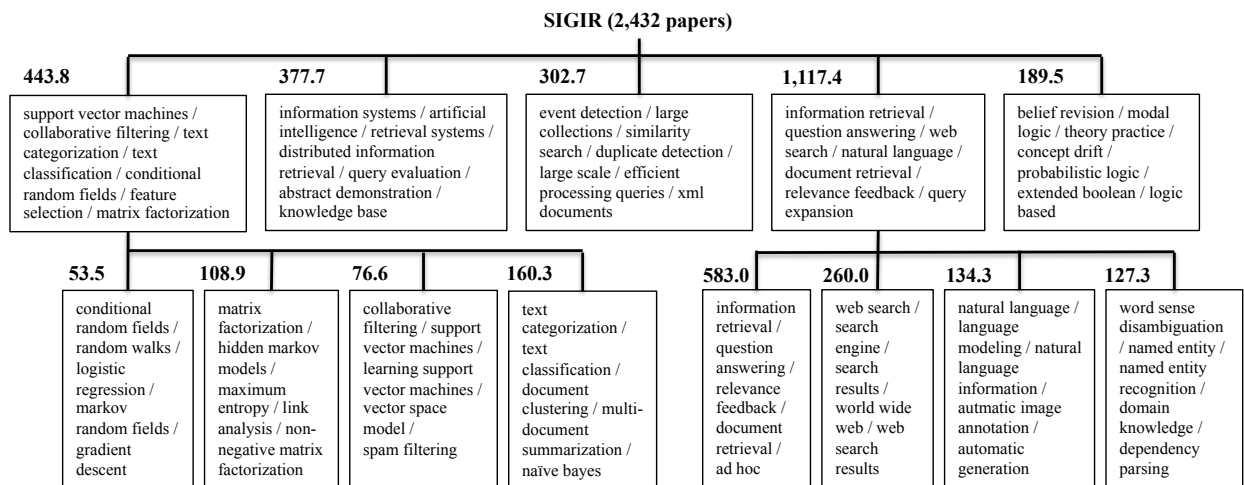 SIGIR (2,432 papers)
443.8
support vector machines /
collaborative filtering / text
categorization / text
classification / conditional
random fields / feature
selection / matrix factorization
377.7
information systems / artificial
intelligence / retrieval systems /
distributed information
retrieval / query evaluation /
abstract demonstration /
knowledge base
302.7
event detection / large
collections / similarity
search / duplicate detection /
large scale / efficient
processing queries / xml
documents
1,117.4
information retrieval /
question answering / web
search / natural language /
document retrieval /
relevance feedback / query
expansion
189.5
belief revision / modal
logic / theory practice /
concept drift /
probabilistic logic /
extended boolean / logic
based
53.5
conditional
random fields /
random walks /
logistic
regression /
markov
random fields /
gradient
descent
108.9
matrix
factorization /
hidden markov
models /
maximum
entropy / link
analysis / non-
negative matrix
factorization
76.6
collaborative
filtering / support
vector machines /
learning support
vector machines /
vector space
model /
spam filtering
160.3
text
categorization /
text
classification /
document
clustering / multi-
document
summarization /
naïve bayes
583.0
information
retrieval /
question
answering /
relevance
feedback /
document
retrieval /
ad hoc
260.0
web search /
search
engine /
search
results /
world wide
web / web
search
results
134.3
natural language /
language
modeling / natural
language
information /
autmatic image
annotation /
automatic
generation
127.3
word sense
disambiguation
/ named entity /
named entity
recognition /
domain
knowledge /
dependency
parsing